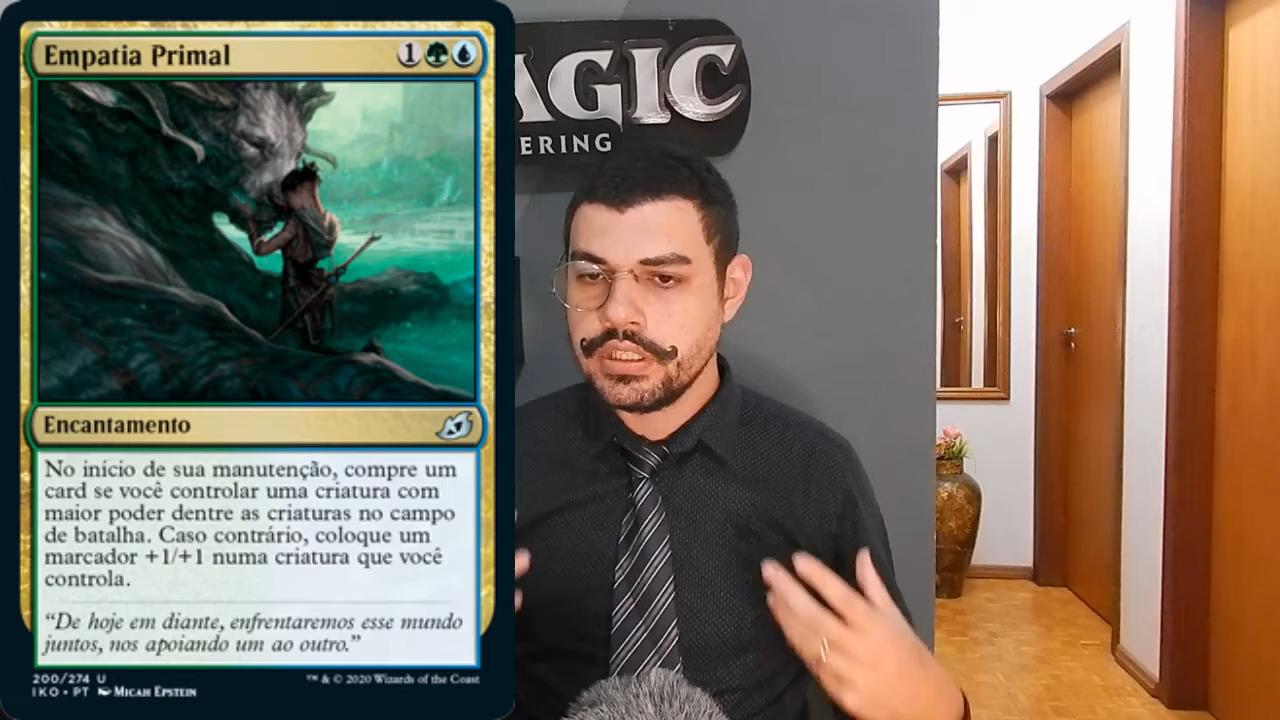 Empatia Primal 1
AGIC
ERING
Encantamento
No início de sua manutenção, compre um
card se você controlar uma criatura com
maior poder dentre as criaturas no campo
de batalha. Caso contrário, coloque um
marcador +1/+1 numa criatura que você
controla.
“De hoje em diante, enfrentaremos esse mundo
juntos, nos apoiando um ao outro.”
200/274 U
IKO • PT Micah Epstein
™ & © 2020 Wizards of the Coast